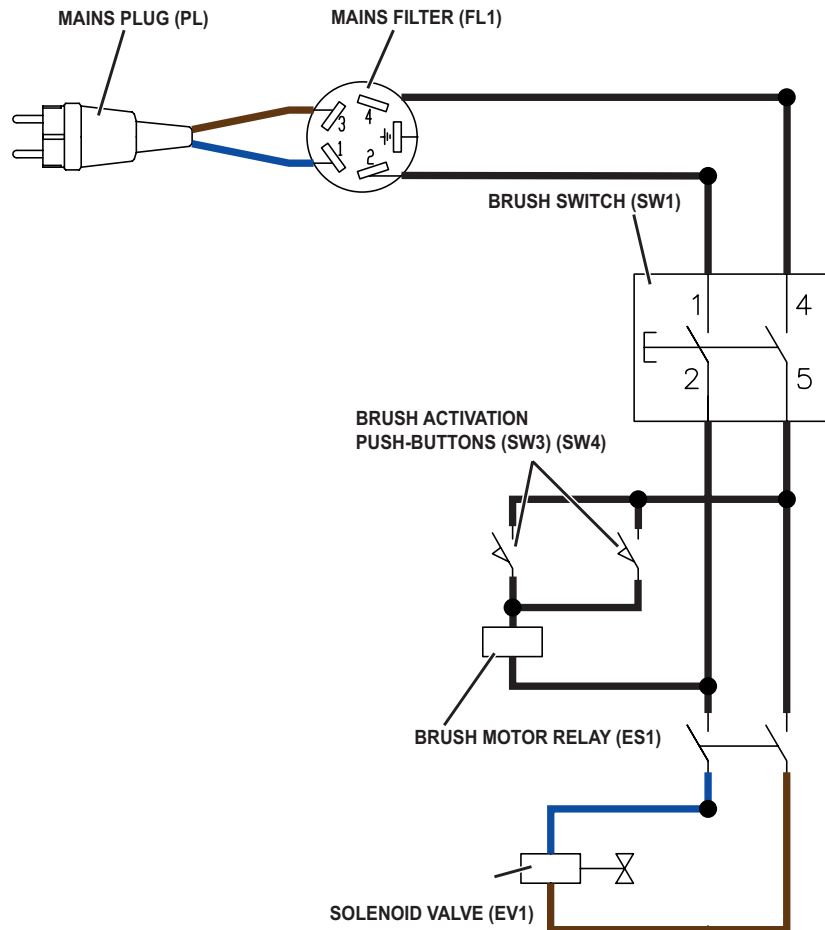 MAINS PLUG (PL)
MAINS FILTER (FL1)
3
4
1
2
BRUSH SWITCH (SW1)
1
4
2
5
BRUSH ACTIVATION
PUSH-BUTTONS (SW3) (SW4)
BRUSH MOTOR RELAY (ES1)
SOLENOID VALVE (EV1)